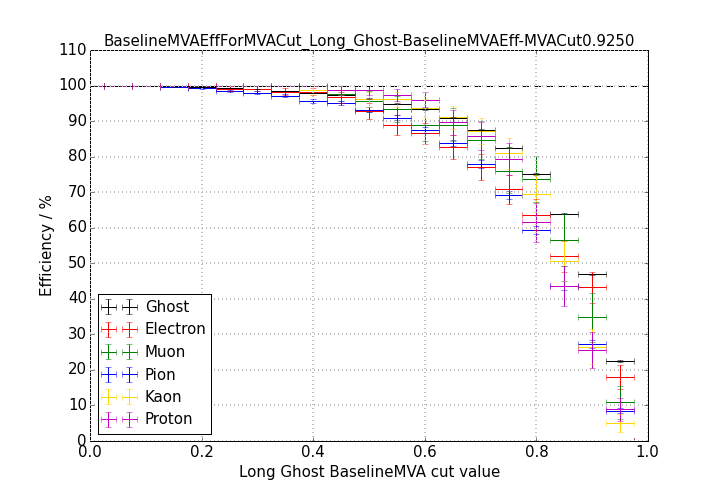 BaselineMVAEffForMVACut_Long_Ghost-BaselineMVAEff-MVACut0.9250
110
100
90
80
70
60
50
40
30
20
10
0
Efficiency / %
Ghost
Electron
Muon
Pion
Kaon
Proton
0.0 0.2 0.4 0.6 0.8 1.0
Long Ghost BaselineMVA cut value